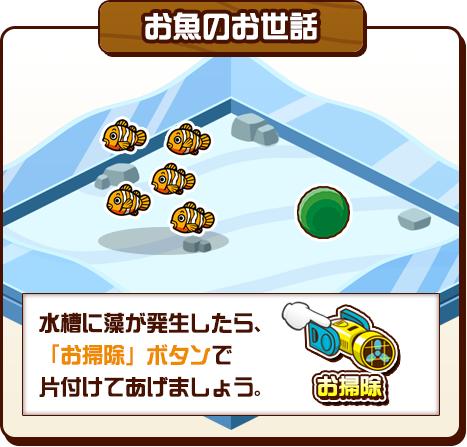 お魚のお世話
水槽に藻が発生したら、
「お掃除」ボタンで
片付けてあげましょう。
お掃除